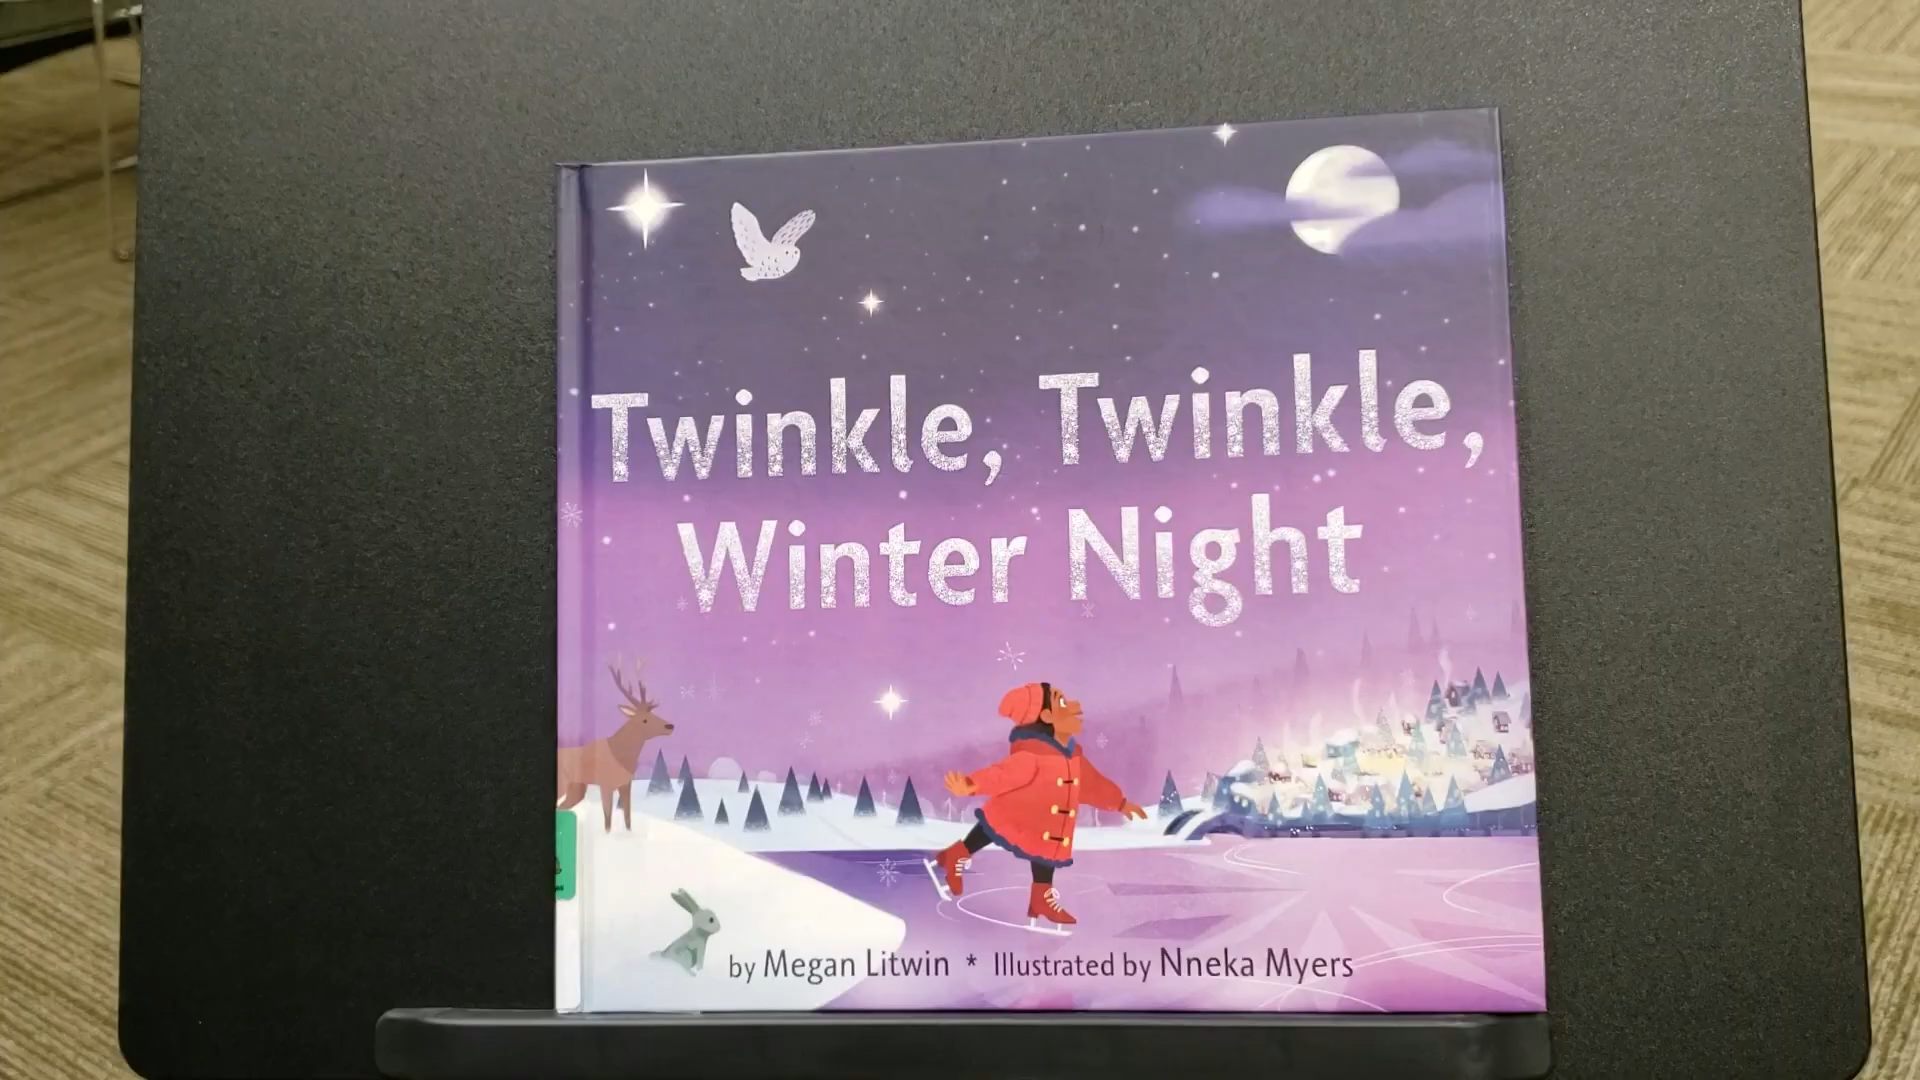 Twinkle, Twinkle,
Winter Night
by Megan Litwin * Illustrated by Nneka Myers